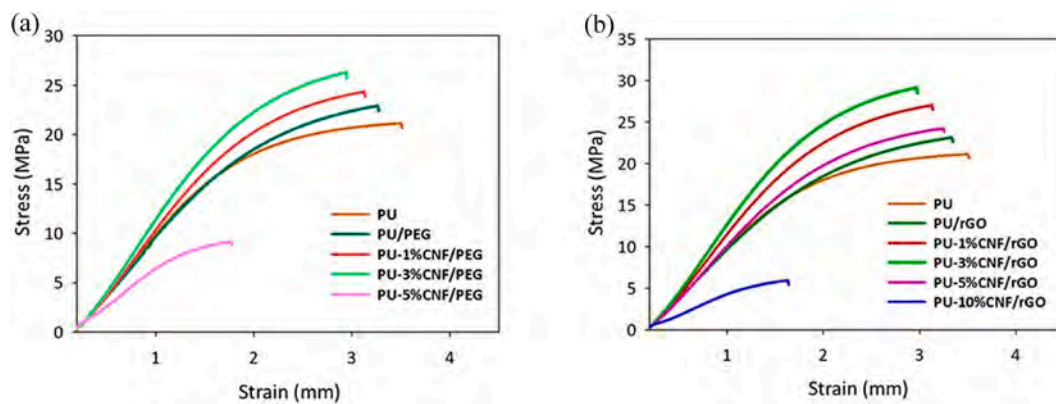 (a)
30
25
20
15
10
5
0
Stress (MPa)
1 2 3 4
Strain (mm)
PU
PU/PEG
PU-1%CNF/PEG
PU-3%CNF/PEG
PU-5%CNF/PEG
(b)
35
30
25
20
15
10
5
0
Stress (MPa)
1 2 3 4
Strain (mm)
PU
PU/rGO
PU-1%CNF/rGO
PU-3%CNF/rGO
PU-5%CNF/rGO
PU-10%CNF/rGO